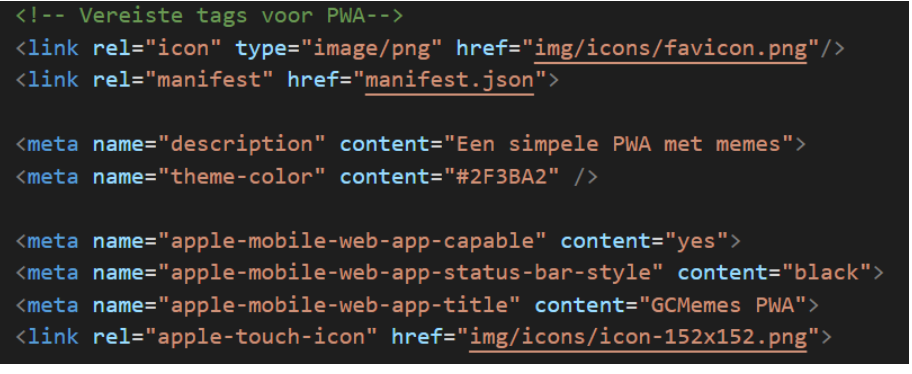 <!-- Vereiste tags voor PWA-->
<link rel="icon" type="image/png" href="img/icons/favicon.png"/>
<link rel="manifest" href="manifest.json">
<meta name="description" content="Een simpele PWA met memes">
<meta name="theme-color" content="#2F3BA2" />
<meta name="apple-mobile-web-app-capable" content="yes">
<meta name="apple-mobile-web-app-status-bar-style" content="black">
<meta name="apple-mobile-web-app-title" content="GCMemes PWA">
<link rel="apple-touch-icon" href="img/icons/icon-152x152.png">